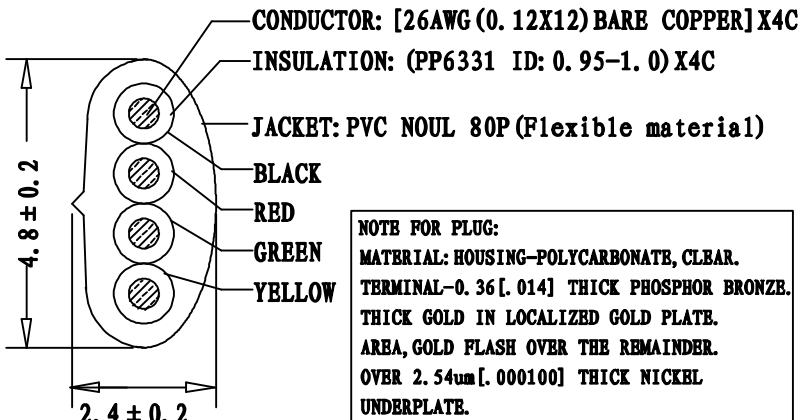 CONDUCTOR: [26AWG(0.12X12)BARE COPPER]X4C
INSULATION: (PP6331 ID:0.95-1.0)X4C
JACKET:PVC NOUL 80P(Flexible material)
BLACK
RED
GREEN
YELLOW
4.8±0.2
2.4±0.2
NOTE FOR PLUG:
MATERIAL:HOUSING-POLYCARBONATE,CLEAR.
TERMINAL-0.36[.014] THICK PHOSPHOR BRONZE.
THICK GOLD IN LOCALIZED GOLD PLATE.
AREA,GOLD FLASH OVER THE REMAINDER.
OVER 2.54um[.000100] THICK NICKEL
UNDERPLATE.